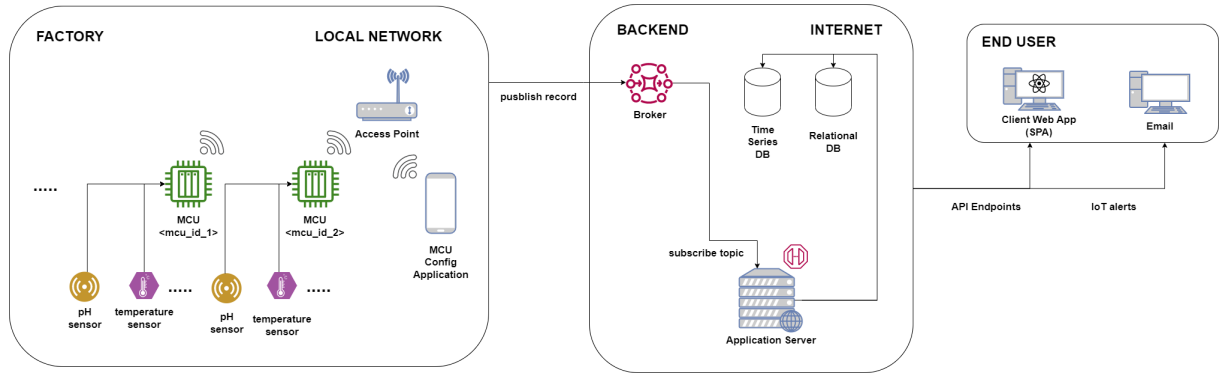 FACTORY
LOCAL NETWORK
Access Point
.....
MCU
<mcu_id_1>
MCU
<mcu_id_2>
MCU
Config
Application
pH
sensor
temperature
sensor
.....
pH
sensor
temperature
sensor
.....
pusblish record
BACKEND
INTERNET
Broker
Time
Series
DB
Relational
DB
subscribe topic
Application Server
API Endpoints
IoT alerts
END USER
Client Web App
(SPA)
Email